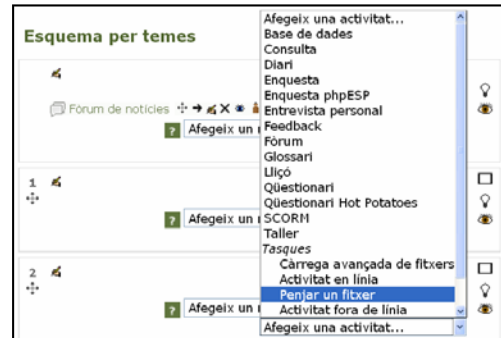 Esquema per temes
Fòrum de notícies
? Afegeix un
1
? Afegeix un
2
? Afegeix un
Afegeix una activitat...
Base de dades
Consulta
Diari
Enquesta
Enquesta phpESP
Entrevista personal
Feedback
Fòrum
Glossari
Lliçó
Qüestionari
Qüestionari Hot Potatoes
SCORM
Taller
Tasques
Càrrega avançada de fitxers
Activitat en línia
Penjar un fitxer
Activitat fora de línia
Afegeix una activitat...